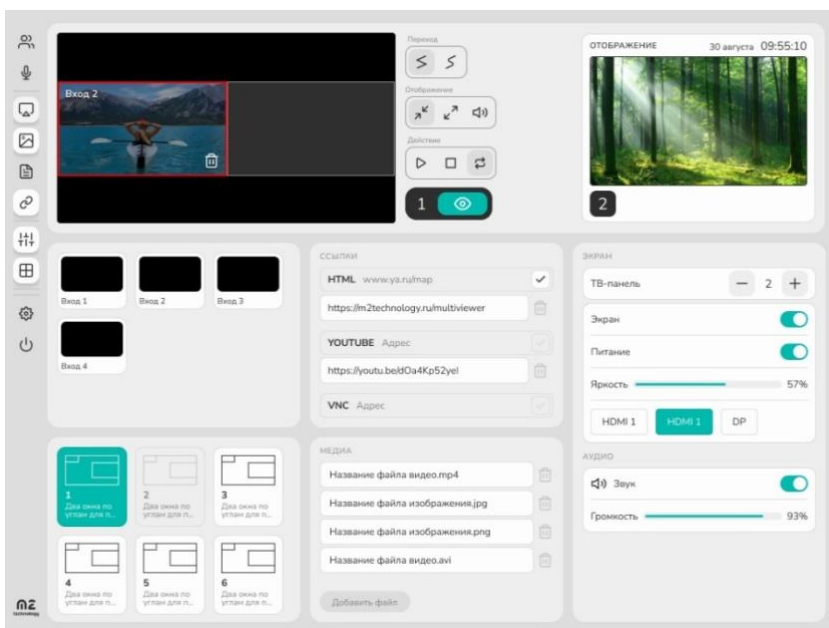 Вход 2
Переход
Отображение
Действие
1
ОТОБРАЖЕНИЕ 30 августа 09:55:10
2
Вход 1
Вход 2
Вход 3
Вход 4
ССЫЛКИ
HTML www.ya.ru/map
https://m2technology.ru/multiviewer
YOUTUBE Адрес
https://youtu.be/dOa4Kp52yeI
VNC Адрес
ЭКРАН
ТВ-панель 2
Экран
Питание
Яркость 57%
HDMI 1 HDMI 1 DP
АУДИО
Звук
Громкость 93%
1
Два окна по
углам для п...
2
Два окна по
углам для п...
3
Два окна по
углам для п...
4
Два окна по
углам для п...
5
Два окна по
углам для п...
6
Два окна по
углам для п...
МЕДИА
Название файла видео.mp4
Название файла изображения.jpg
Название файла изображения.png
Название файла видео.avi
Добавить файл
m2
TECHNOLOGY